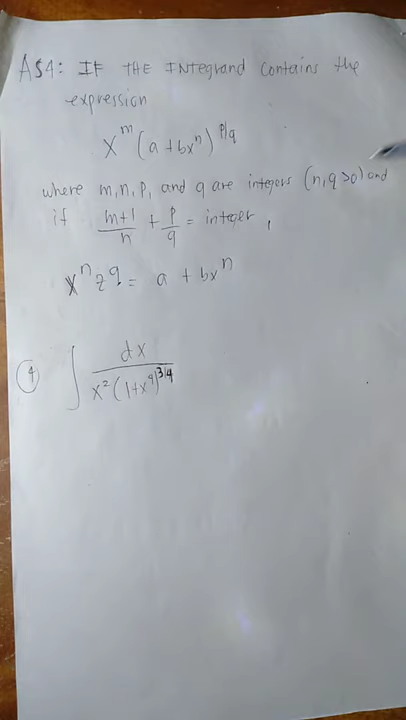 AS4: IF THE INtegrand contains the
expression
x^m (a + bx^n)^p/q
where m, n, p, and q are integers (n, q >0) and
if (m+1)/n + p/q = integer,
x^n z^q = a + bx^n
④ ∫ dx / x^2 (1+x^4)^3/4